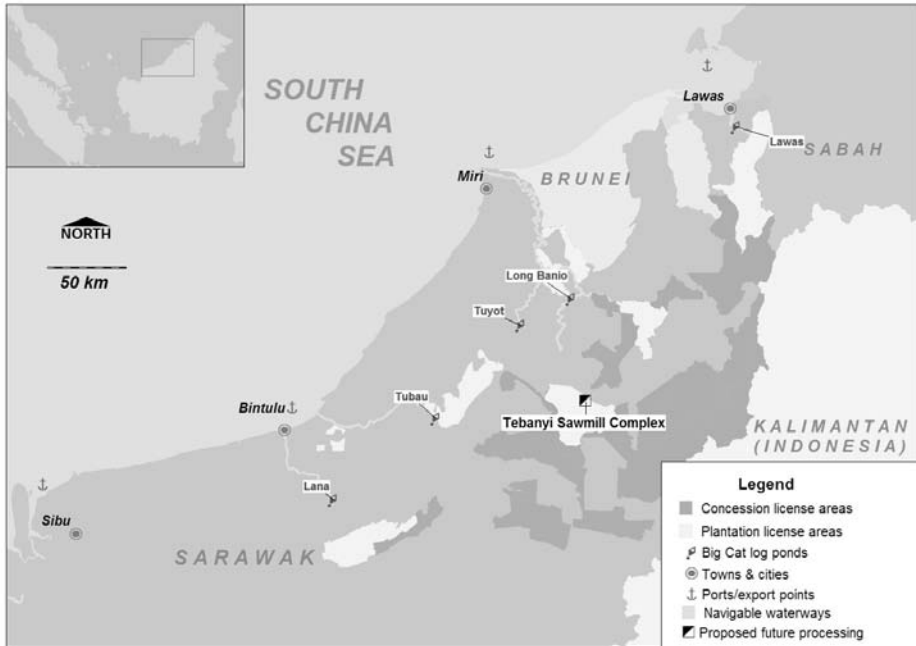 SOUTH
CHINA
SEA
Lawas
Lawas
SABAH
Miri
BRUNEI
NORTH
50 km
Long Banio
Tuyot
Tubau
Bintulu
Tebanyi Sawmill Complex
KALIMANTAN
(INDONESIA)
Lana
Sibu
SARAWAK
Legend
Concession license areas
Plantation license areas
Big Cat log ponds
Towns & cities
Ports/export points
Navigable waterways
Proposed future processing